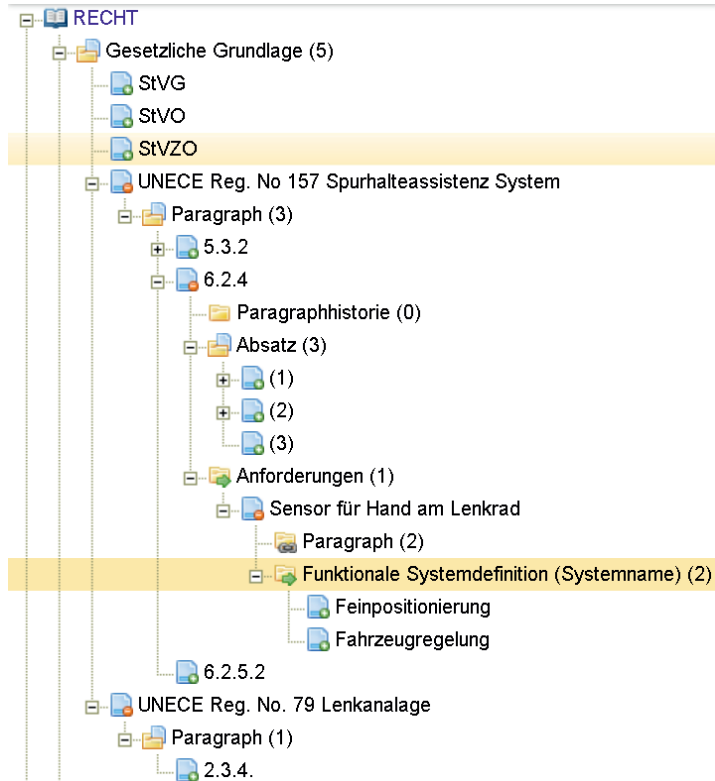 RECHT
Gesetzliche Grundlage (5)
StVG
StVO
StVZO
UNECE Reg. No 157 Spurhalteassistenz System
Paragraph (3)
5.3.2
6.2.4
Paragraphhistorie (0)
Absatz (3)
(1)
(2)
(3)
Anforderungen (1)
Sensor für Hand am Lenkrad
Paragraph (2)
Funktionale Systemdefinition (Systemname) (2)
Feinpositionierung
Fahrzeugregelung
6.2.5.2
UNECE Reg. No. 79 Lenkanalage
Paragraph (1)
2.3.4.